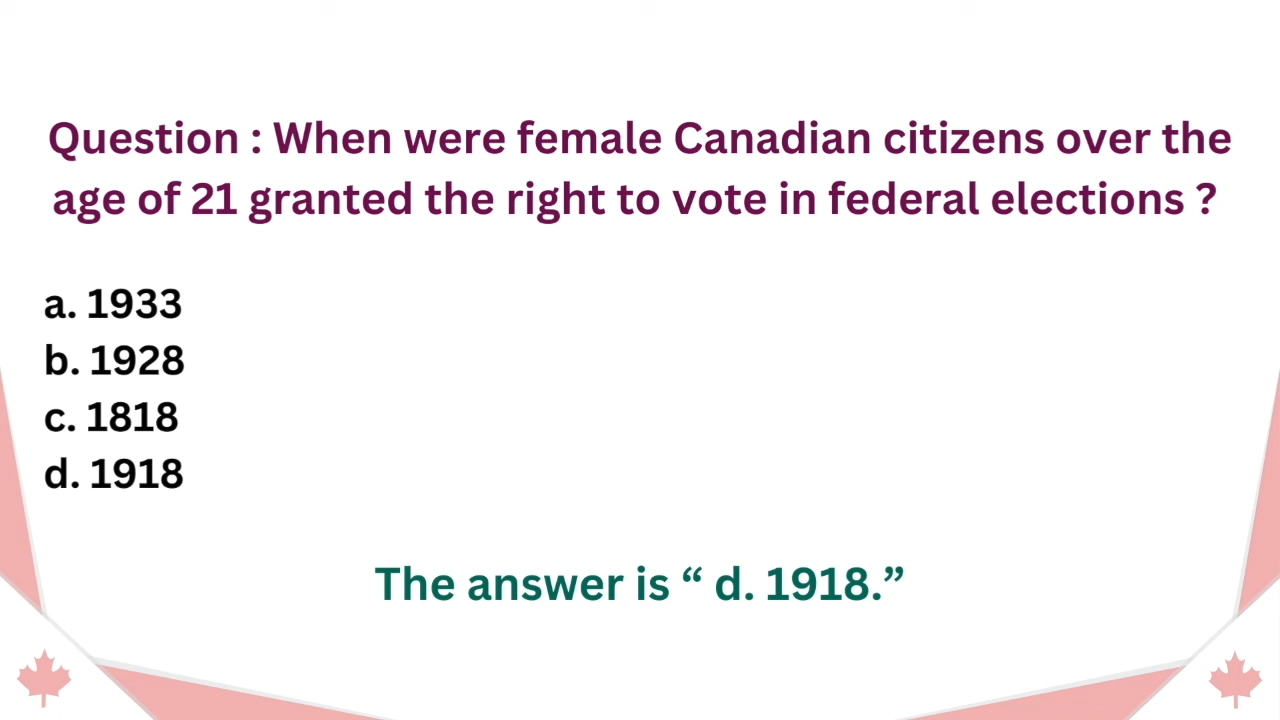 Question : When were female Canadian citizens over the
age of 21 granted the right to vote in federal elections ?
a. 1933
b. 1928
c. 1818
d. 1918
The answer is “ d. 1918.”